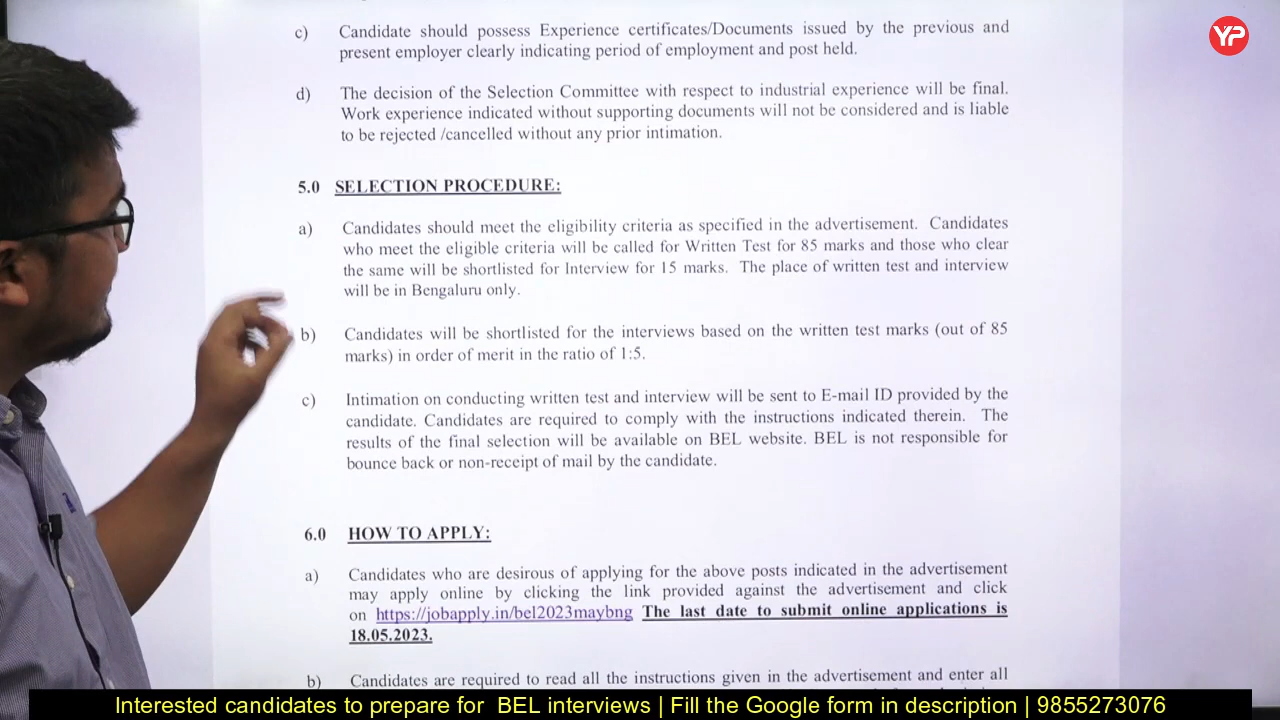 YP
c) Candidate should possess Experience certificates/Documents issued by the previous and
present employer clearly indicating period of employment and post held.
d) The decision of the Selection Committee with respect to industrial experience will be final.
Work experience indicated without supporting documents will not be considered and is liable
to be rejected /cancelled without any prior intimation.
5.0 SELECTION PROCEDURE:
a) Candidates should meet the eligibility criteria as specified in the advertisement. Candidates
who meet the eligible criteria will be called for Written Test for 85 marks and those who clear
the same will be shortlisted for Interview for 15 marks. The place of written test and interview
will be in Bengaluru only.
b) Candidates will be shortlisted for the interviews based on the written test marks (out of 85
marks) in order of merit in the ratio of 1:5.
c) Intimation on conducting written test and interview will be sent to E-mail ID provided by the
candidate. Candidates are required to comply with the instructions indicated therein. The
results of the final selection will be available on BEL website. BEL is not responsible for
bounce back or non-receipt of mail by the candidate.
6.0 HOW TO APPLY:
a) Candidates who are desirous of applying for the above posts indicated in the advertisement
may apply online by clicking the link provided against the advertisement and click
on https://jobapply.in/bel2023maybng The last date to submit online applications is
18.05.2023.
b) Candidates are required to read all the instructions given in the advertisement and enter all
Interested candidates to prepare for BEL interviews | Fill the Google form in description | 9855273076